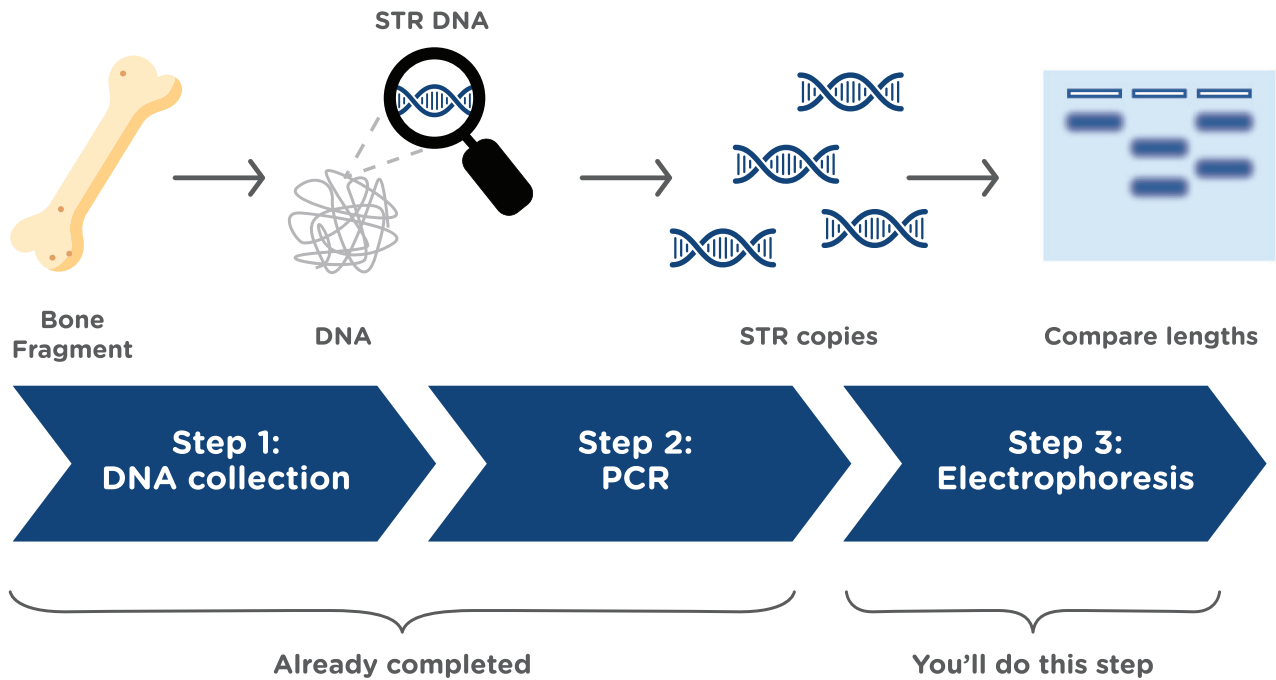 STR DNA
Bone
Fragment
DNA
STR copies
Compare lengths
Step 1:
DNA collection
Step 2:
PCR
Step 3:
Electrophoresis
Already completed
You'll do this step